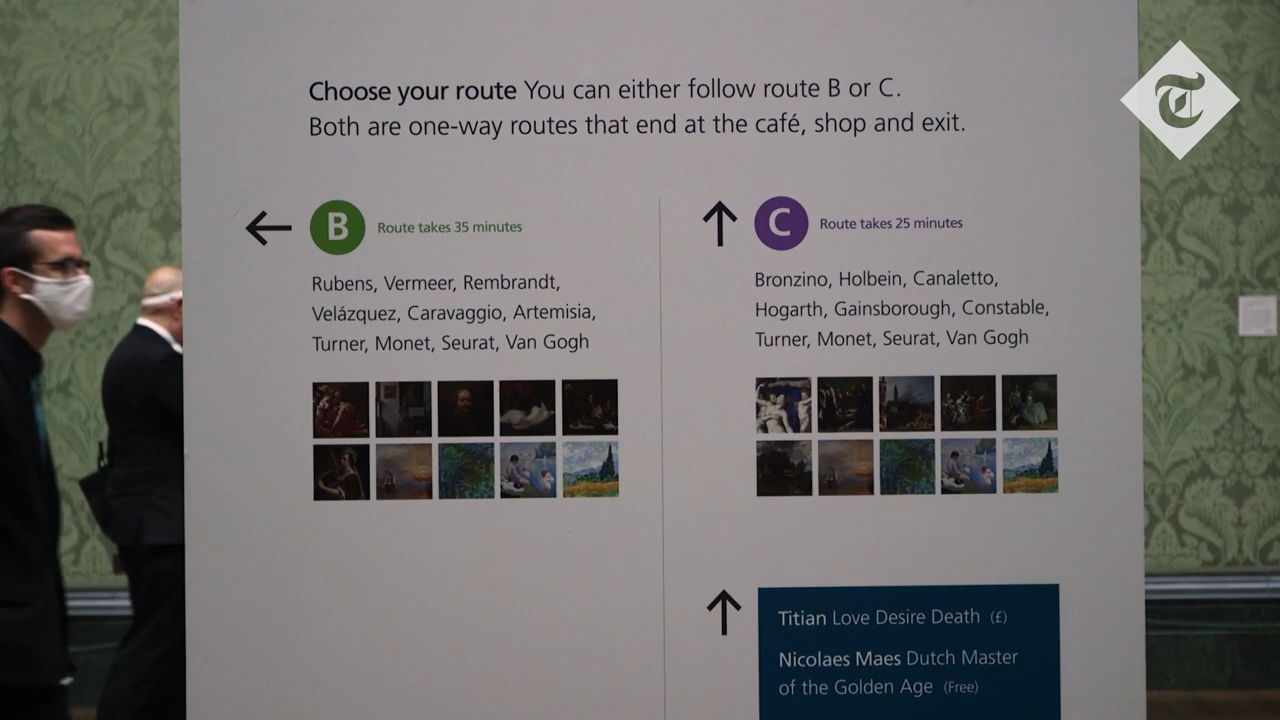 Choose your route You can either follow route B or C.
Both are one-way routes that end at the café, shop and exit.
B Route takes 35 minutes
Rubens, Vermeer, Rembrandt,
Velázquez, Caravaggio, Artemisia,
Turner, Monet, Seurat, Van Gogh
C Route takes 25 minutes
Bronzino, Holbein, Canaletto,
Hogarth, Gainsborough, Constable,
Turner, Monet, Seurat, Van Gogh
Titian Love Desire Death (£)
Nicolaes Maes Dutch Master
of the Golden Age (Free)
T